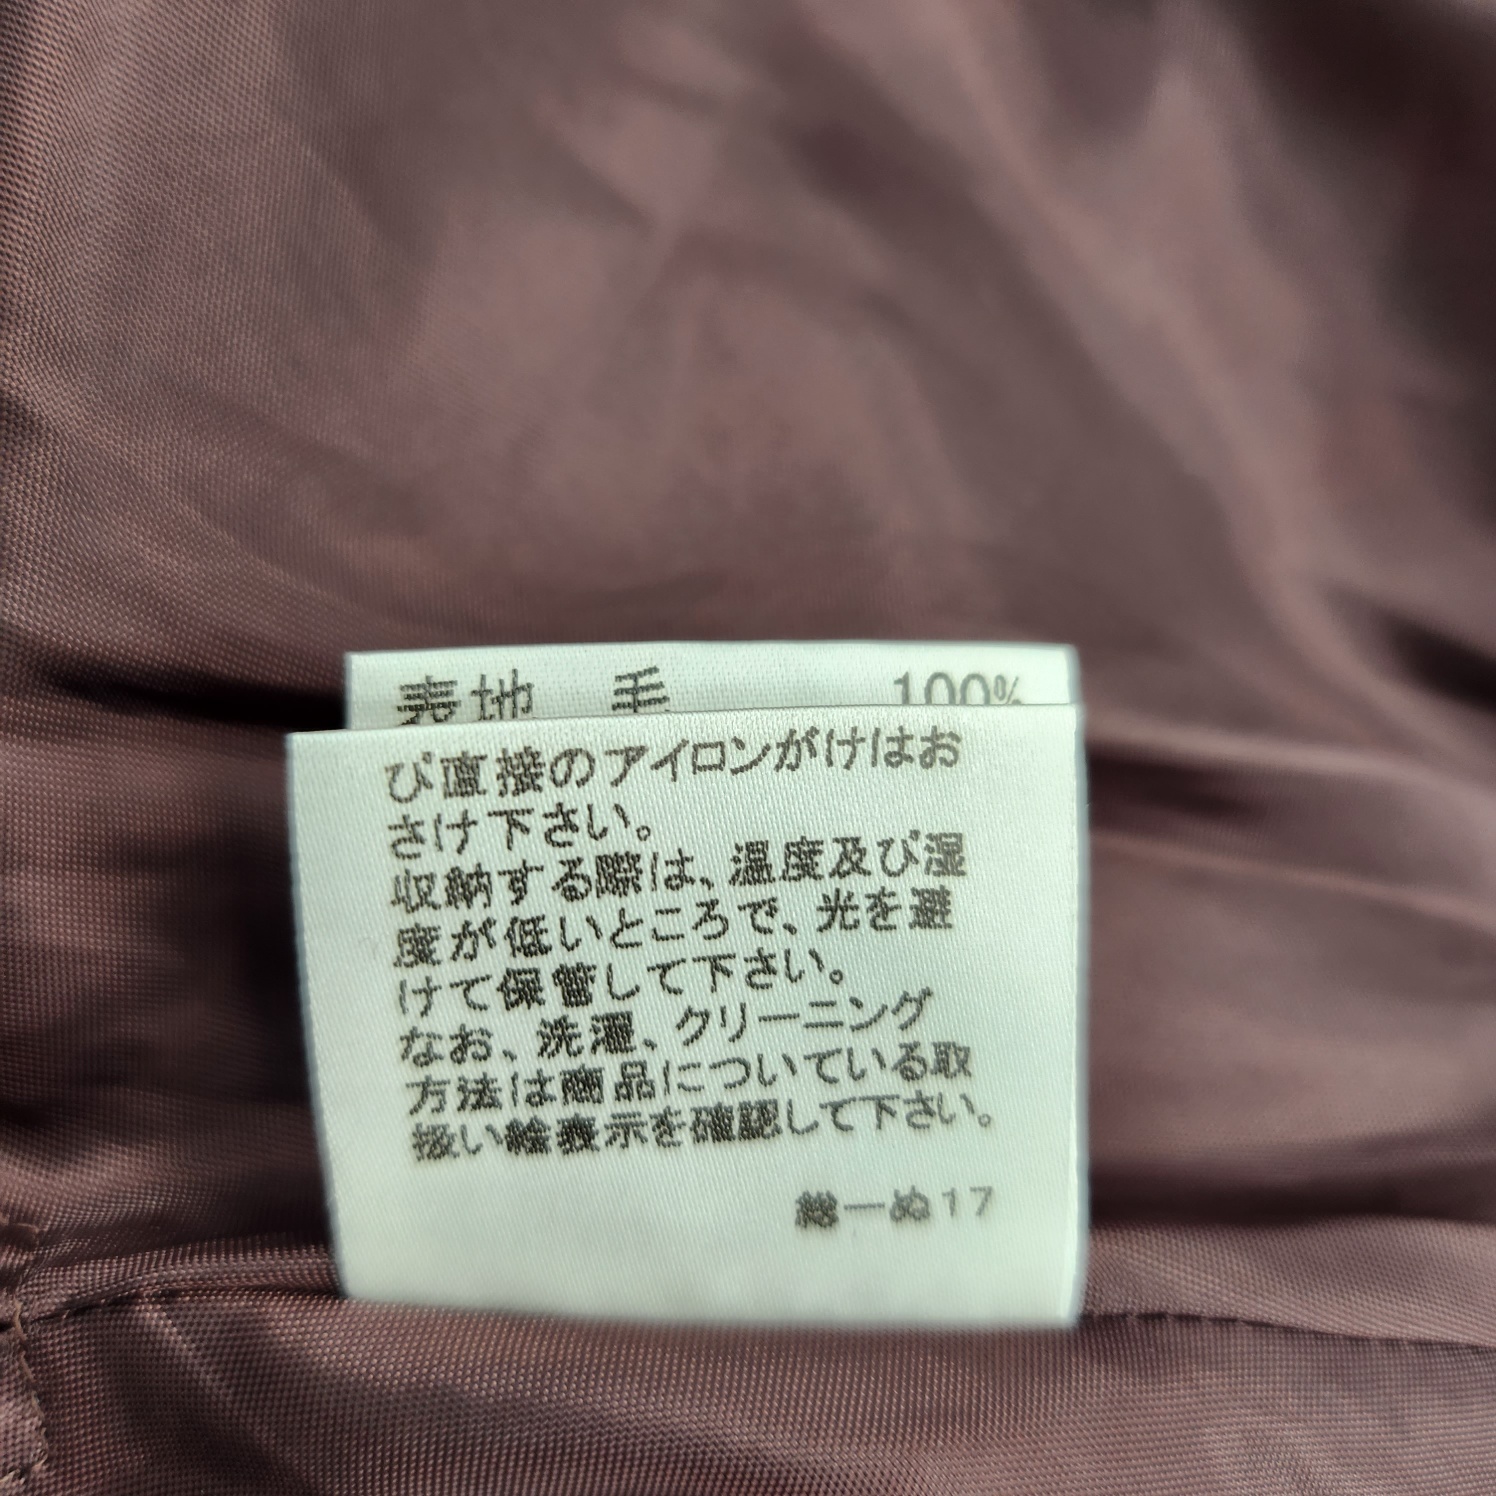 表地 毛 100%
び直接のアイロンがけはお
さけ下さい。
収納する際は、温度及び湿
度が低いところで、光を避
けて保管して下さい。
なお、洗濯、クリーニング
方法は商品についている取
扱い絵表示を確認して下さい。
総ーぬ17